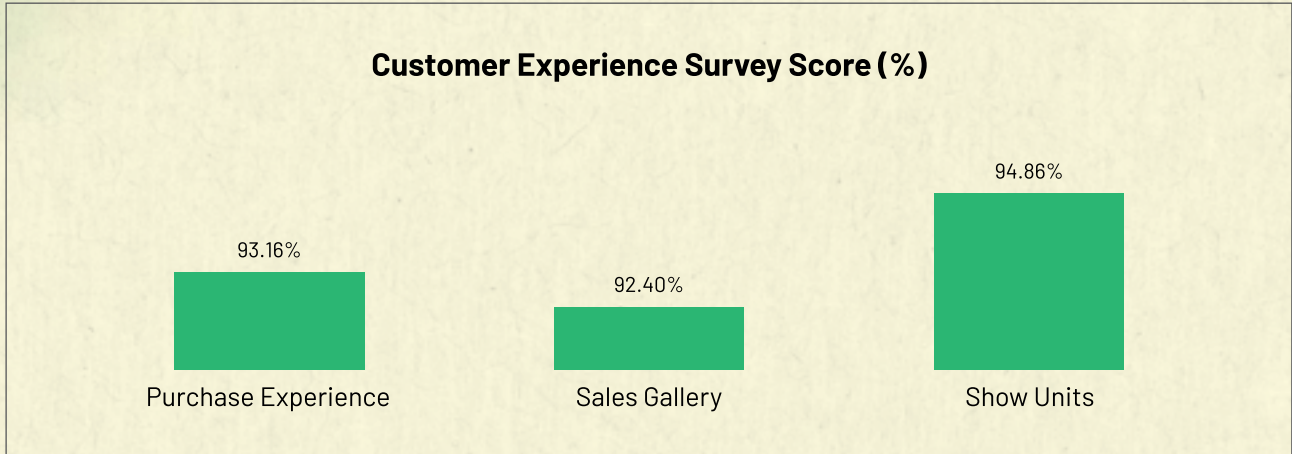 Customer Experience Survey Score (%)
94.86%
93.16%
92.40%
Purchase Experience
Sales Gallery
Show Units